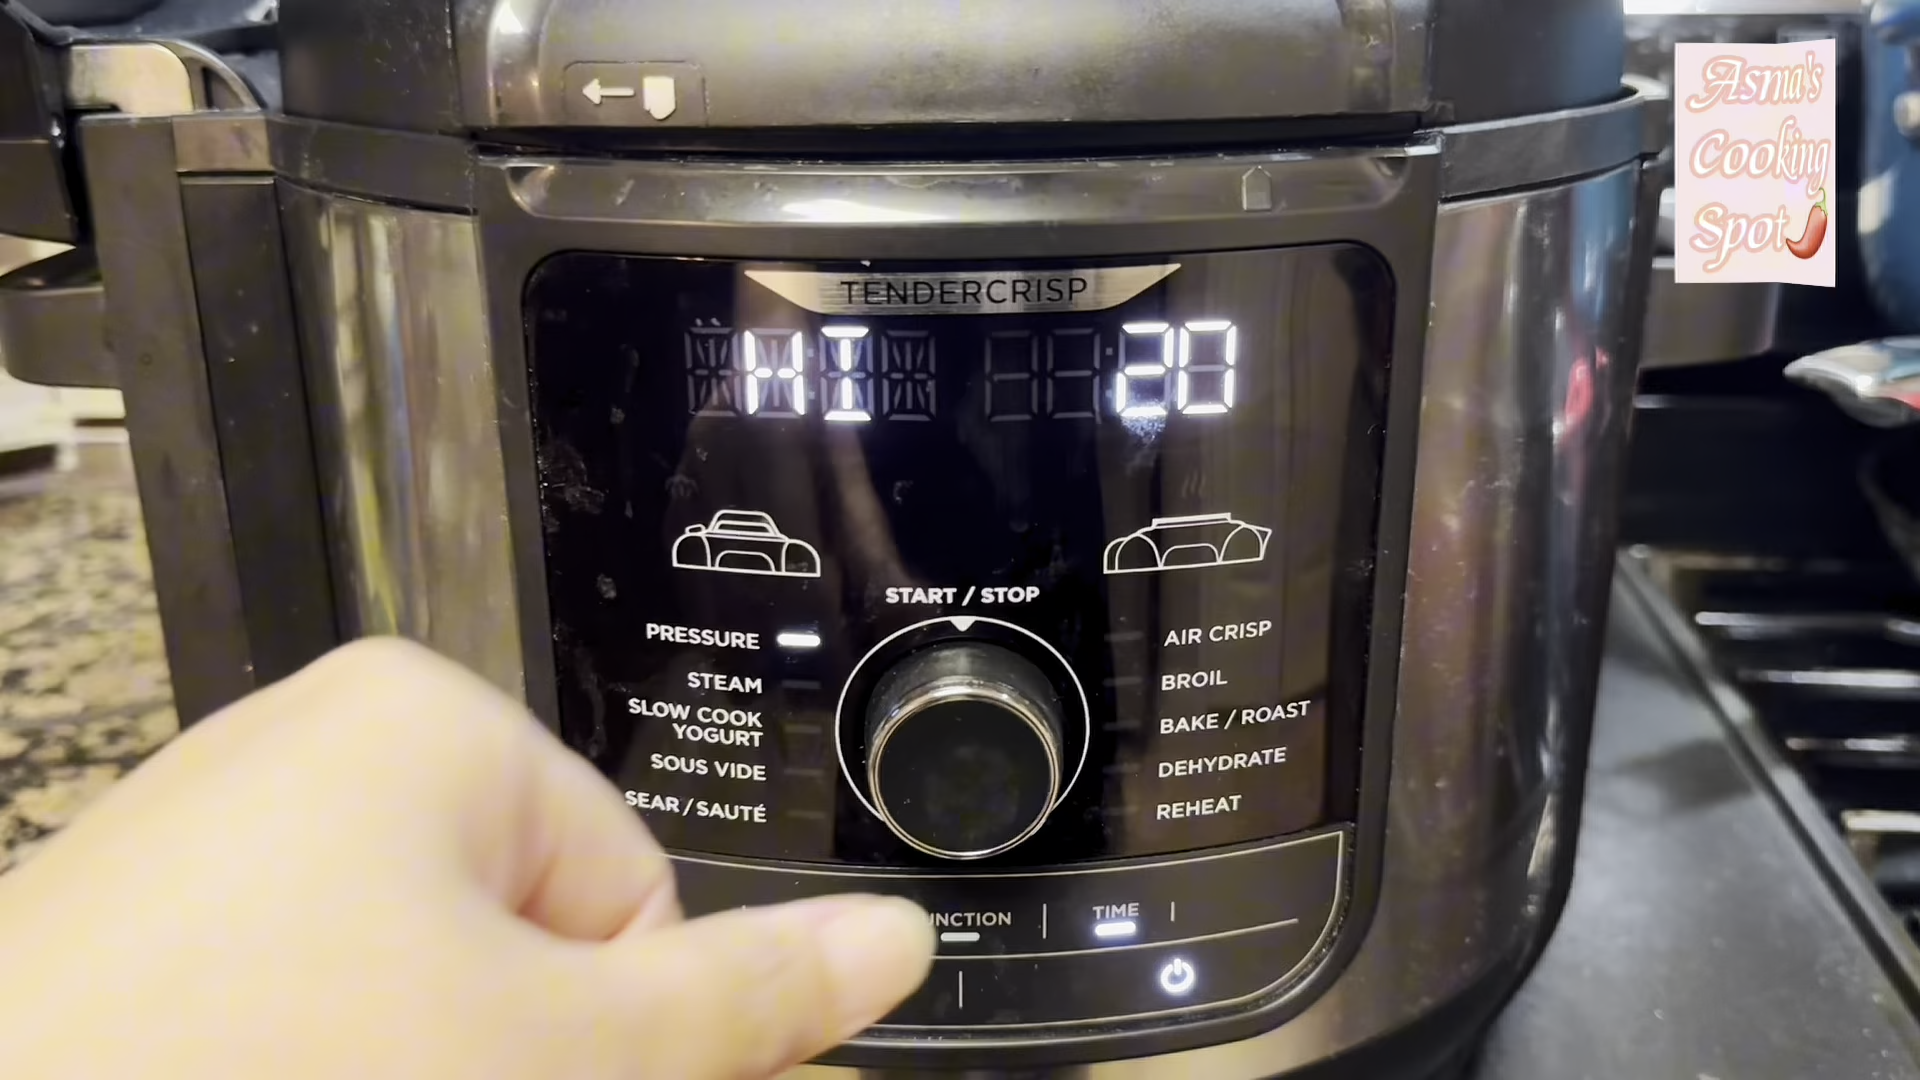 Asma's
Cooking
Spot
TENDERCRISP
HI 20
START / STOP
PRESSURE
STEAM
SLOW COOK
YOGURT
SOUS VIDE
SEAR / SAUTÉ
AIR CRISP
BROIL
BAKE / ROAST
DEHYDRATE
REHEAT
TIME